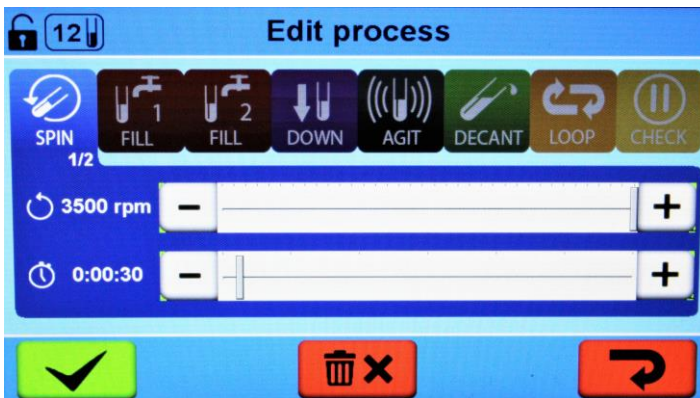 12 Edit process
1 2
SPIN FILL FILL DOWN AGIT DECANT LOOP CHECK
1/2
3500 rpm - +
0:00:30 - +